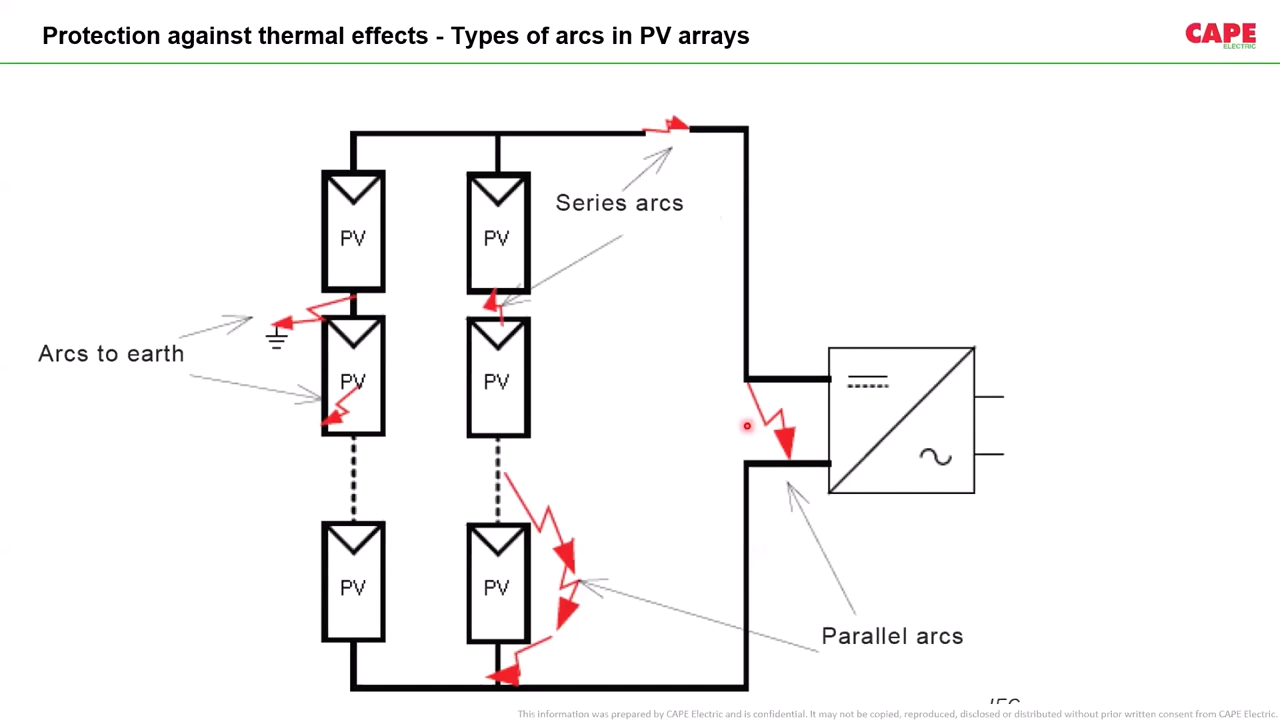 Protection against thermal effects - Types of arcs in PV arrays
CAPE
ELECTRIC
Series arcs
PV
PV
Arcs to earth
PV
PV
PV
PV
Parallel arcs
This information was prepared by CAPE Electric and is confidential. It may not be copied, reproduced, disclosed or distributed without prior written consent from CAPE Electric.